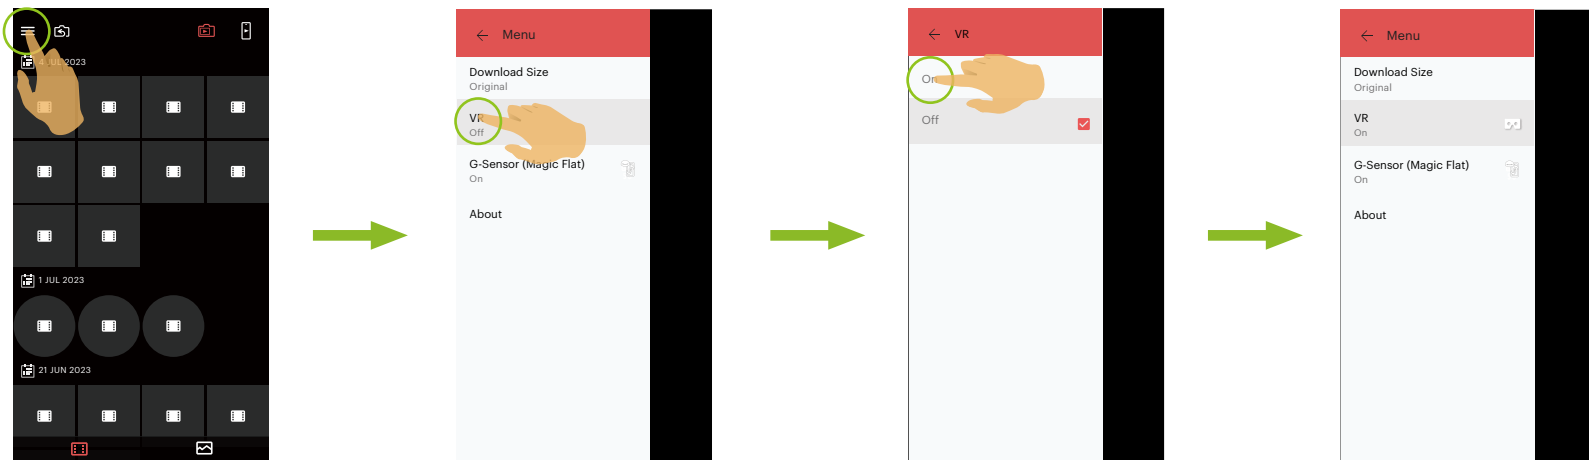 4 JUL 2023
1 JUL 2023
21 JUN 2023
Menu
Download Size
Original
VR
Off
G-Sensor (Magic Flat)
On
About
VR
On
Off
Menu
Download Size
Original
VR
On
G-Sensor (Magic Flat)
On
About